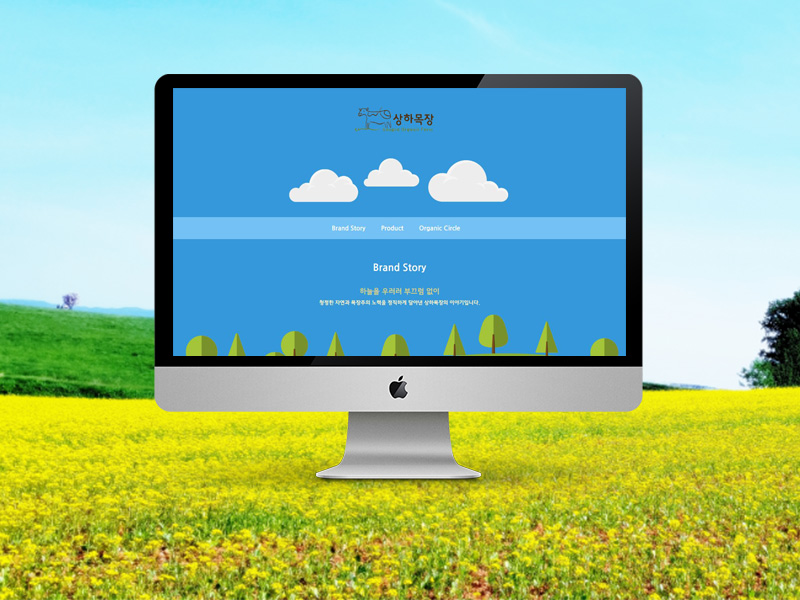 상하목장
Brand Story Product Organic Circle
Brand Story
하늘을 우러러 부끄럼 없이
청정한 자연과 목장주의 노력을 정직하게 담아낸 상하목장의 이야기입니다.